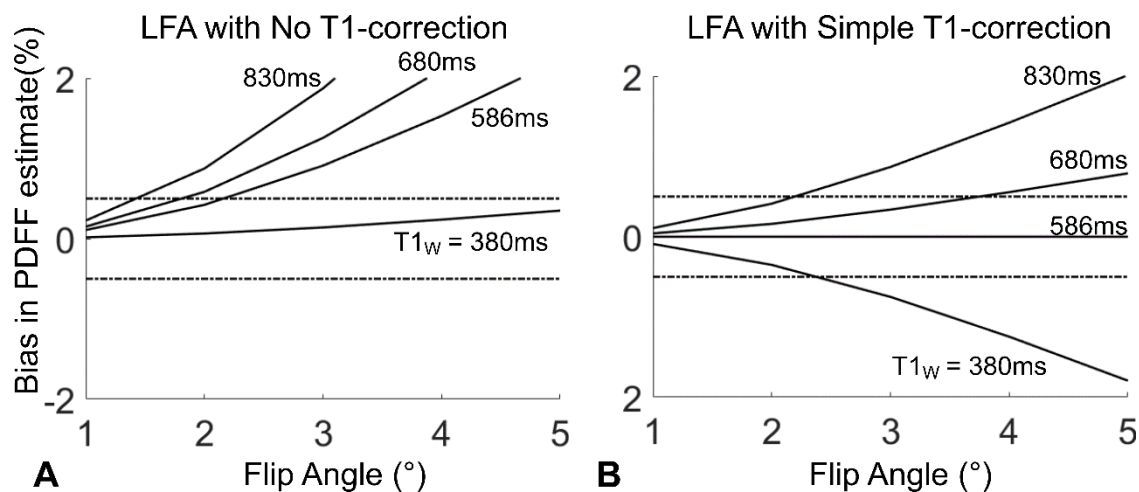 LFA with No T1-correction
Bias in PDFF estimate(%)
2
0
-2
830ms
680ms
586ms
T1W = 380ms
1 2 3 4 5
A Flip Angle (°)
LFA with Simple T1-correction
2
0
2
830ms
680ms
586ms
T1W = 380ms
1 2 3 4 5
B Flip Angle (°)